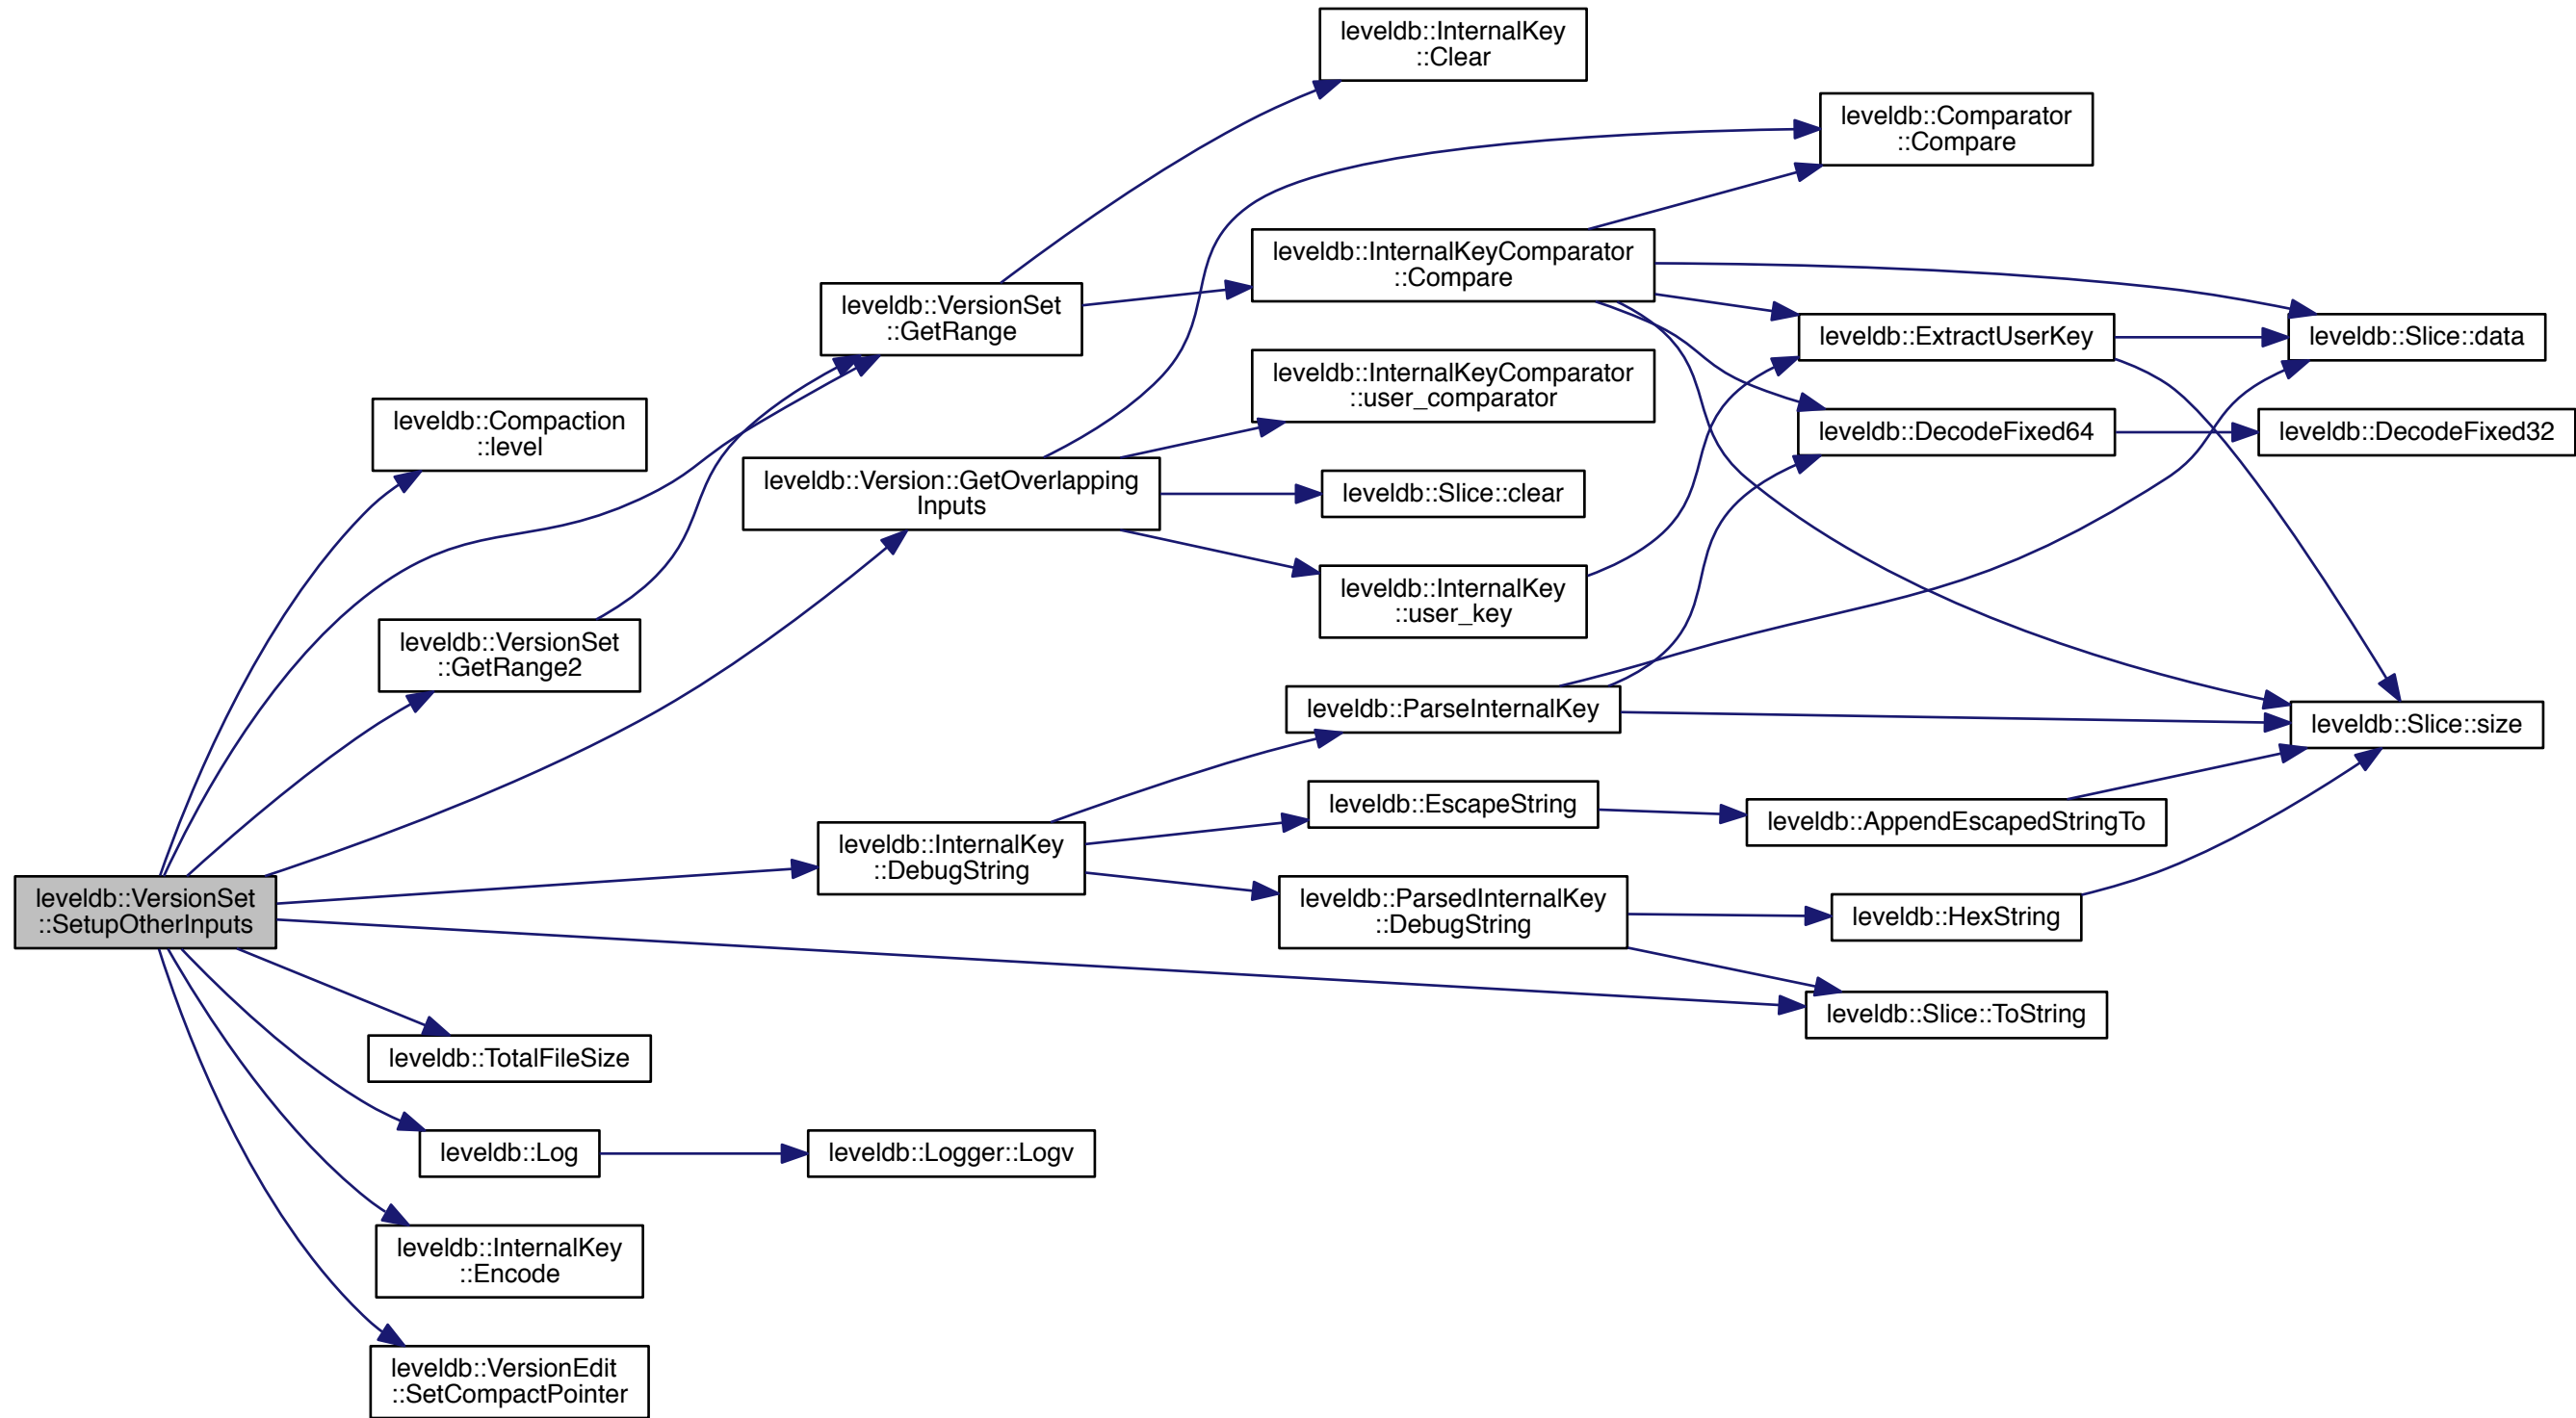 leveldb::InternalKey
::Clear
leveldb::Comparator
::Compare
leveldb::InternalKeyComparator
::Compare
leveldb::VersionSet
::GetRange
leveldb::ExtractUserKey
leveldb::Slice::data
leveldb::InternalKeyComparator
::user_comparator
leveldb::Compaction
::level
leveldb::DecodeFixed64
leveldb::DecodeFixed32
leveldb::Version::GetOverlapping
Inputs
leveldb::Slice::clear
leveldb::InternalKey
::user_key
leveldb::VersionSet
::GetRange2
leveldb::ParseInternalKey
leveldb::Slice::size
leveldb::EscapeString
leveldb::AppendEscapedStringTo
leveldb::InternalKey
::DebugString
leveldb::VersionSet
::SetupOtherInputs
leveldb::ParsedInternalKey
::DebugString
leveldb::HexString
leveldb::Slice::ToString
leveldb::TotalFileSize
leveldb::Log
leveldb::Logger::Logv
leveldb::InternalKey
::Encode
leveldb::VersionEdit
::SetCompactPointer